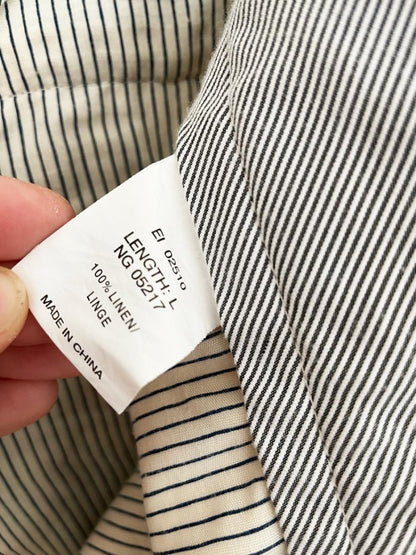 EI 02510
LENGTH: L
NG 05217
100% LINEN/
LINGE
MADE IN CHINA